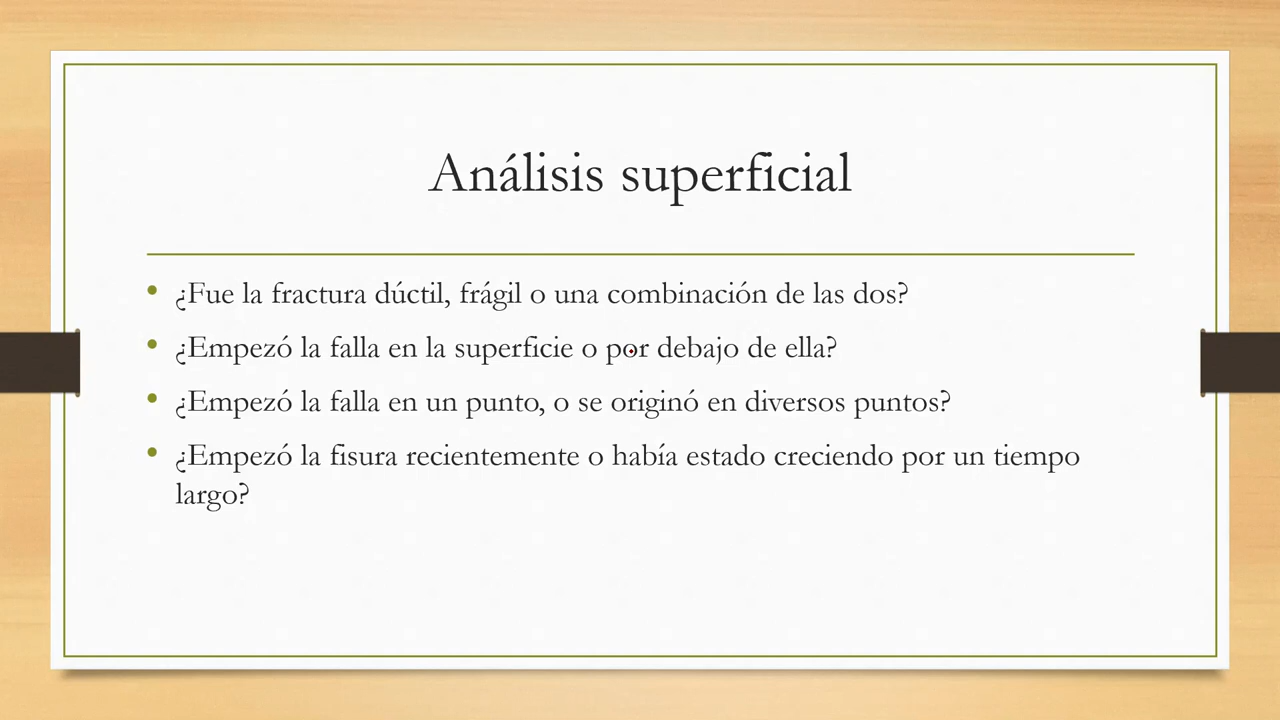 Análisis superficial
• ¿Fue la fractura dúctil, frágil o una combinación de las dos?
• ¿Empezó la falla en la superficie o por debajo de ella?
• ¿Empezó la falla en un punto, o se originó en diversos puntos?
• ¿Empezó la fisura recientemente o había estado creciendo por un tiempo
largo?